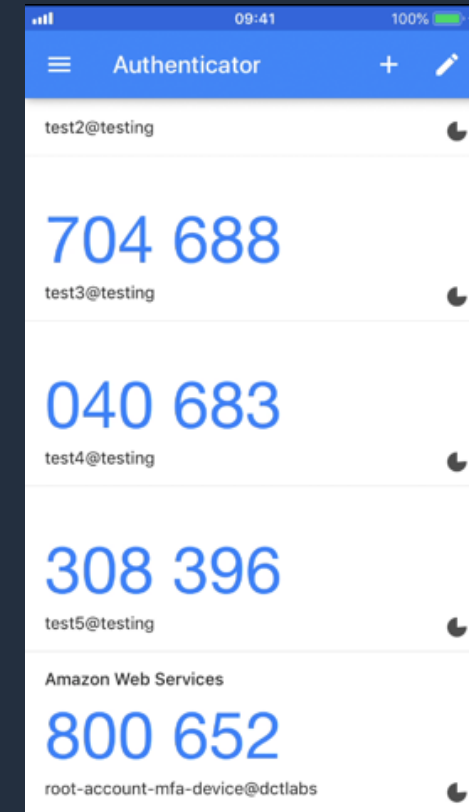 09:41
100%
Authenticator
test2@testing
704 688
test3@testing
040 683
test4@testing
308 396
test5@testing
Amazon Web Services
800 652
root-account-mfa-device@dctlabs